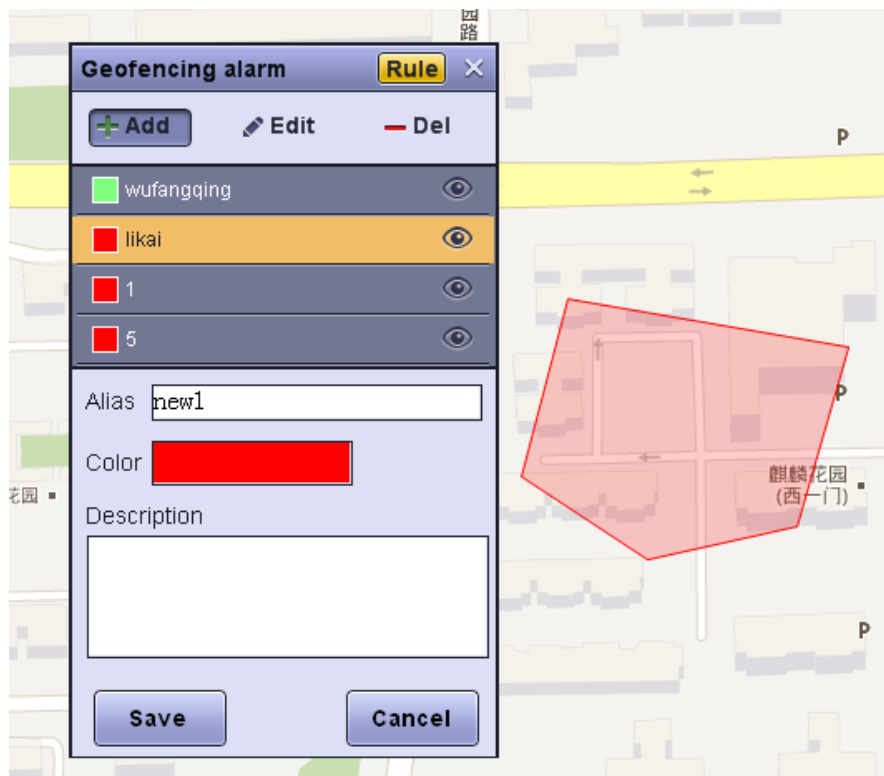 园
路
Geofencing alarm Rule ×
Add Edit Del
wufangqing
likai
1
5
Alias new1
Color
Description
Save Cancel
P
P
麒麟花园
(西一门)
花园
P